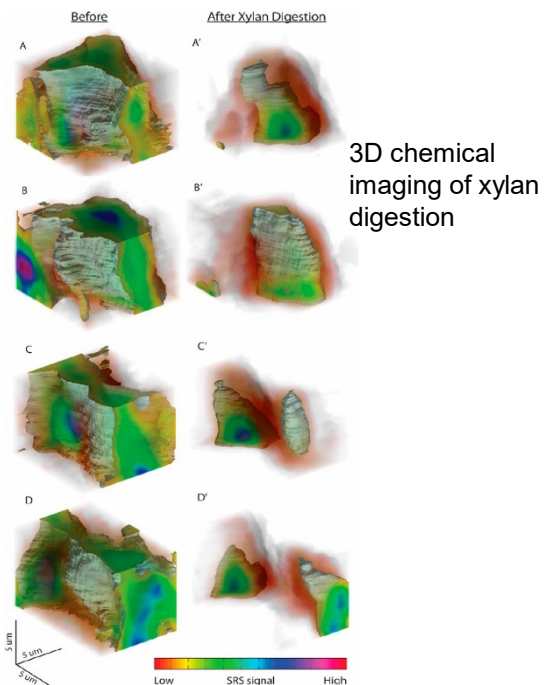 Before After Xylan Digestion
A A'
3D chemical
imaging of xylan
digestion
B B'
C C'
D D'
5 um
5 um
5 um
Low SRS signal High